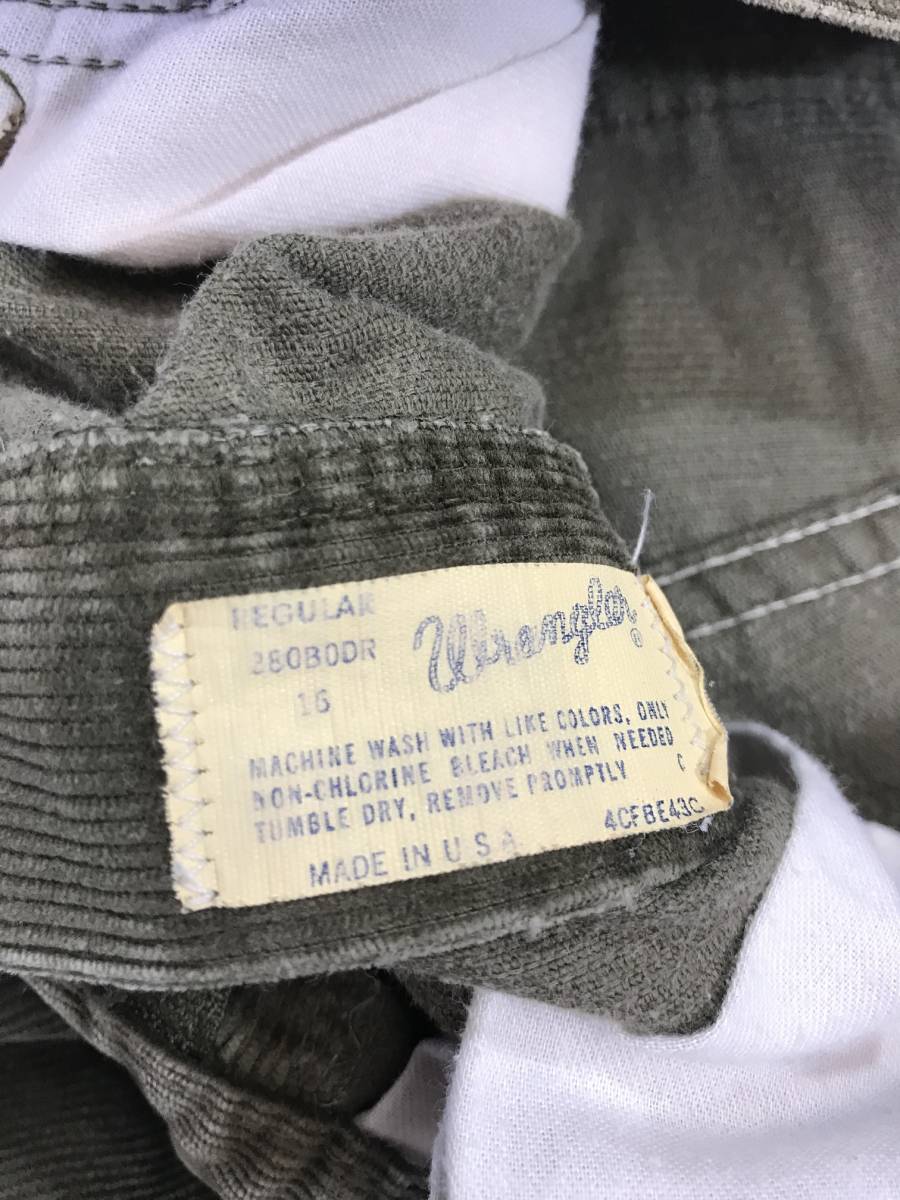 REGULAR
280B0DR
16
Wrangler®
MACHINE WASH WITH LIKE COLORS, ONLY
NON-CHLORINE BLEACH WHEN NEEDED
TUMBLE DRY, REMOVE PROMPTLY C
MADE IN U S A
4CFBE43C